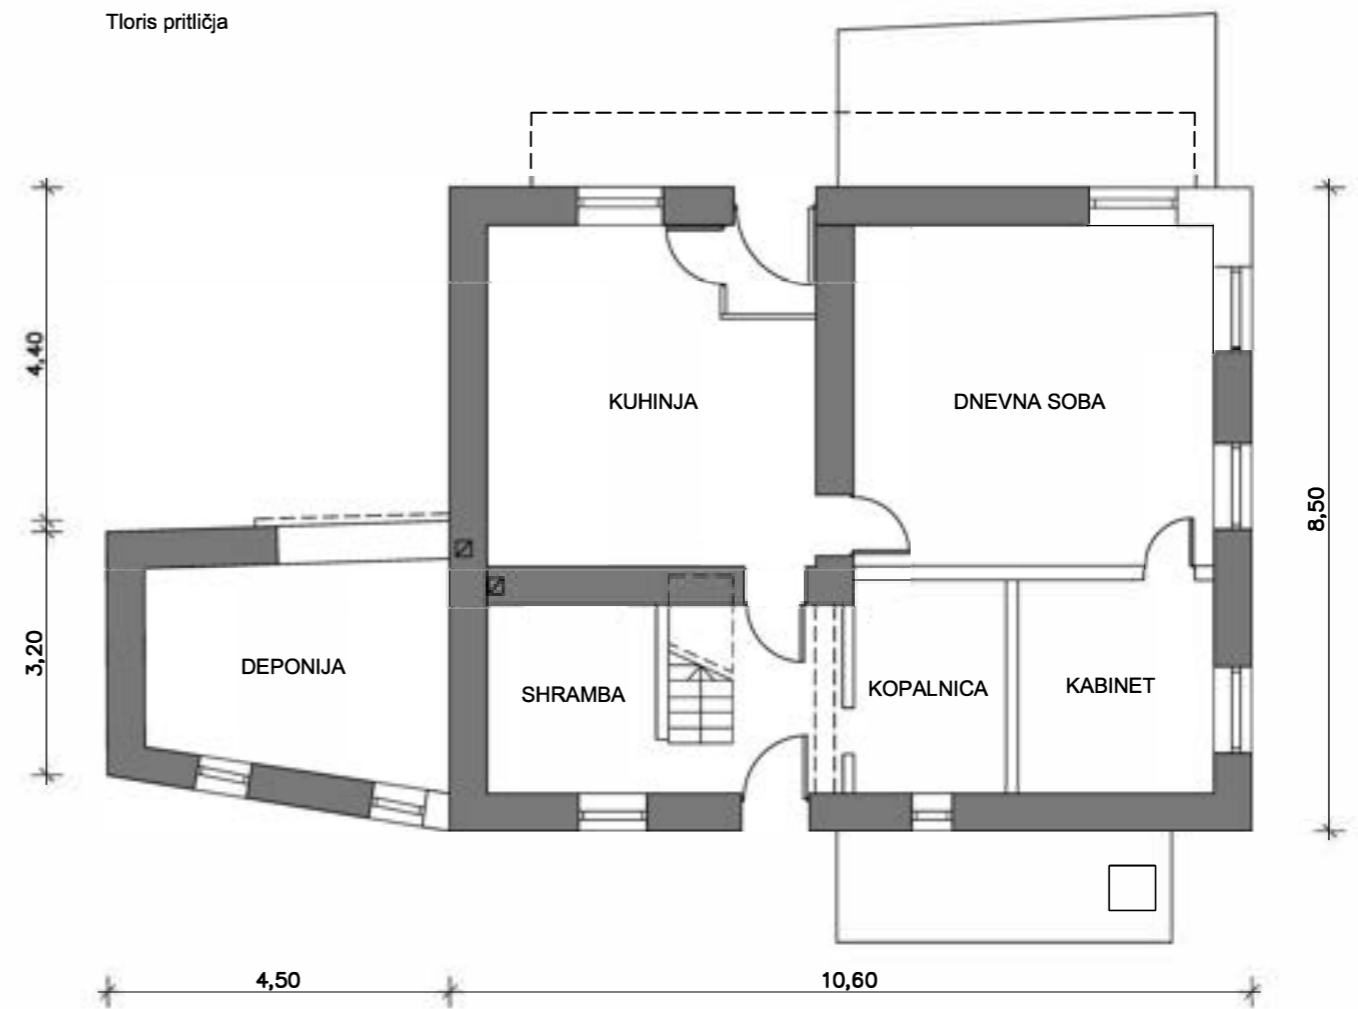 Tloris pritličja
4,40
KUHINJA
DNEVNA SOBA
8,50
3,20
DEPONIJA
SHRAMBA
KOPALNICA
KABINET
4,50
10,60